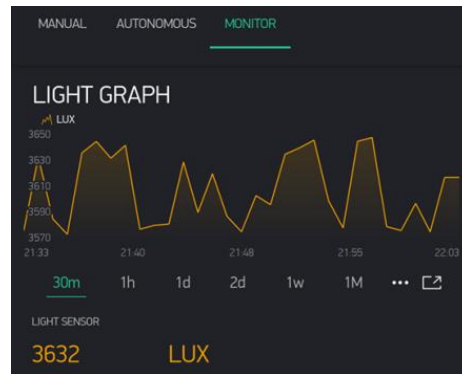 MANUAL AUTONOMOUS MONITOR
LIGHT GRAPH
LUX
3650
3630
3610
3590
3570
21:33 21:40 21:48 21:55 22:03
30m 1h 1d 2d 1w 1M •••
LIGHT SENSOR
3632 LUX